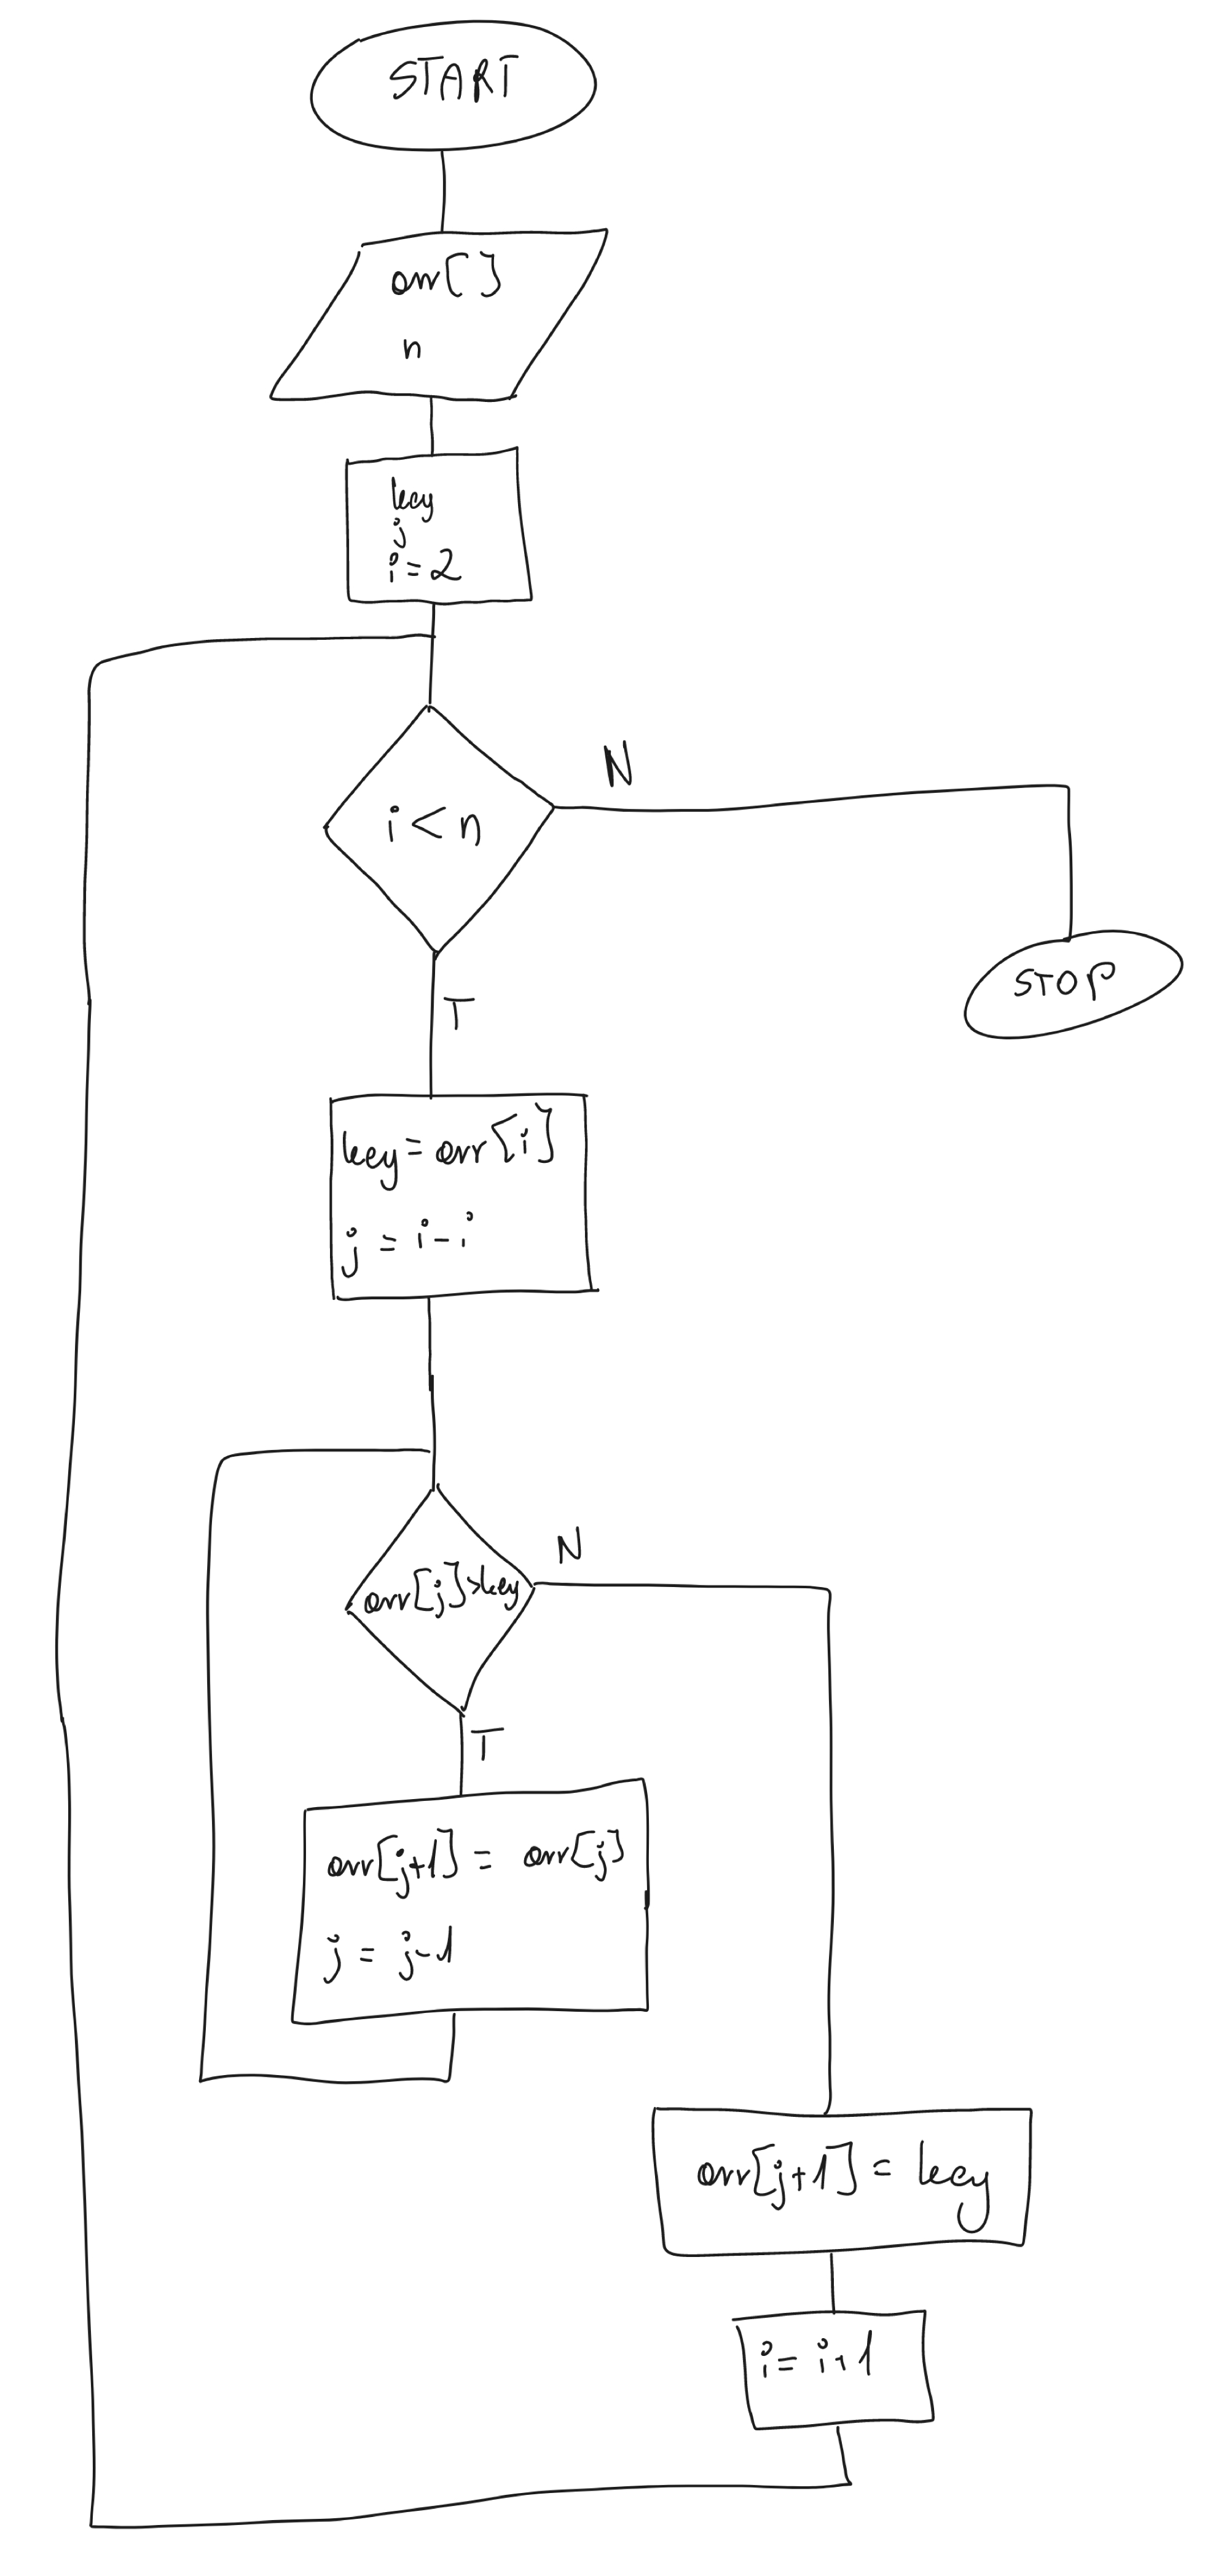 START
arr[]
n
key
j
i=2
i<n
N
STOP
T
key=arr[i]
j = i-i
arr[j]>key
N
T
arr[j+1] = arr[j]
j = j-1
arr[j+1] = key
i= i+1